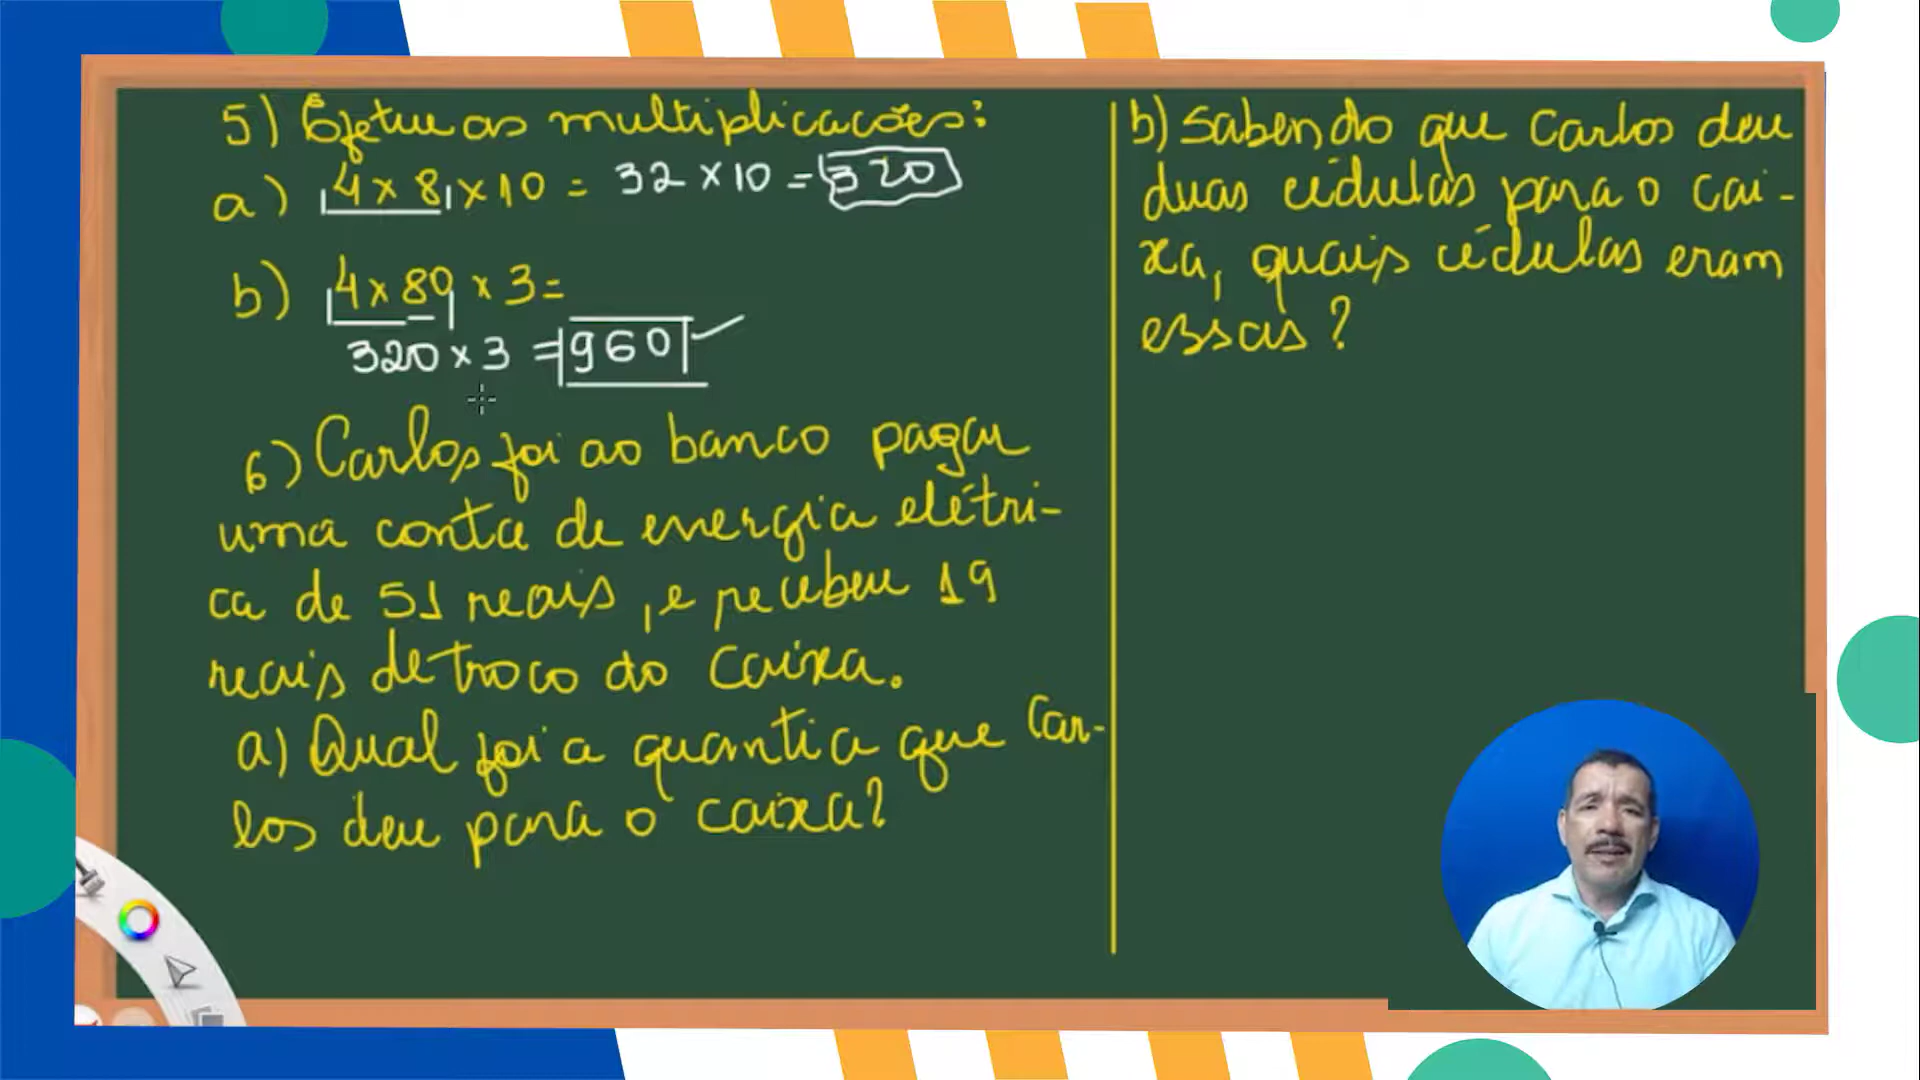 5) Efetue as multiplicacões:
a) 4 x 8 x 10 = 32 x 10 = 320
b) 4 x 80 x 3 =
320 x 3 = 960
6) Carlos foi ao banco pagar
uma conta de energia elétri-
ca de 51 reais, e recebeu 19
reais de troco do caixa.
a) Qual foi a quantia que Car-
los deu para o caixa?
b) Sabendo que Carlos deu
duas cédulas para o cai-
xa, quais cédulas eram
essas?